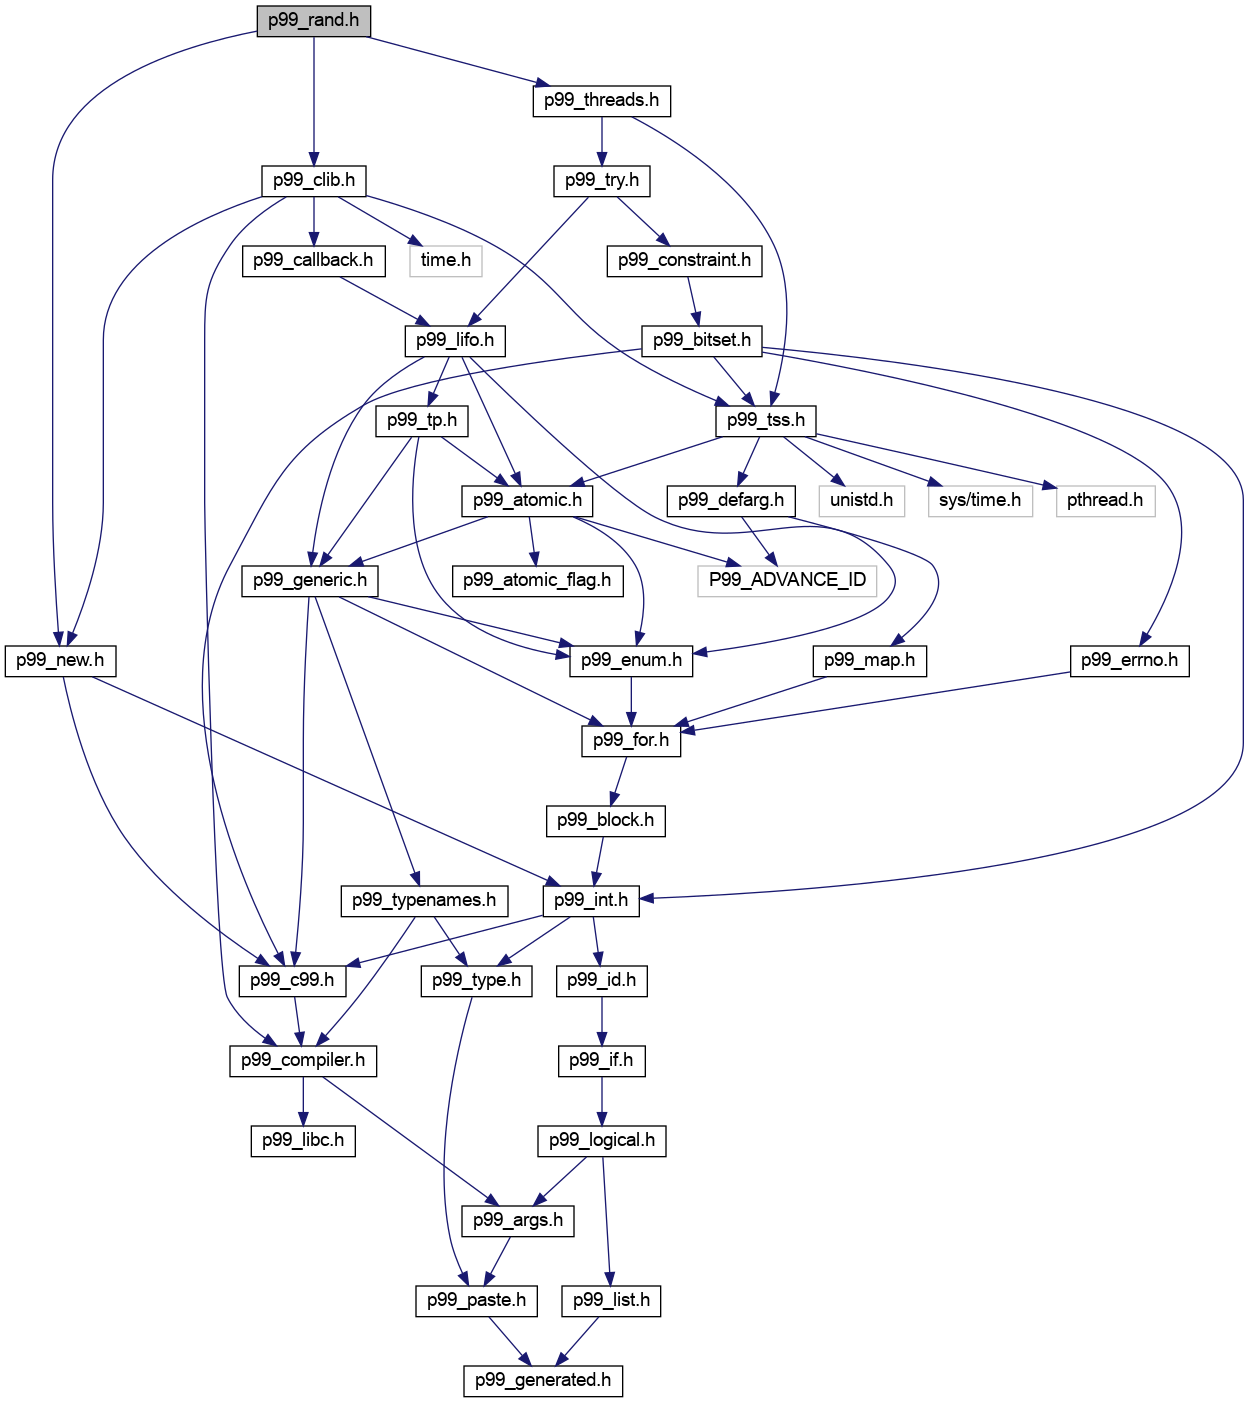 p99_rand.h
p99_threads.h
p99_clib.h
p99_try.h
p99_callback.h
time.h
p99_constraint.h
p99_lifo.h
p99_bitset.h
p99_tp.h
p99_tss.h
p99_atomic.h
p99_defarg.h
unistd.h
sys/time.h
pthread.h
p99_generic.h
p99_atomic_flag.h
P99_ADVANCE_ID
p99_new.h
p99_enum.h
p99_map.h
p99_errno.h
p99_for.h
p99_block.h
p99_typenames.h
p99_int.h
p99_c99.h
p99_type.h
p99_id.h
p99_compiler.h
p99_if.h
p99_libc.h
p99_logical.h
p99_args.h
p99_paste.h
p99_list.h
p99_generated.h